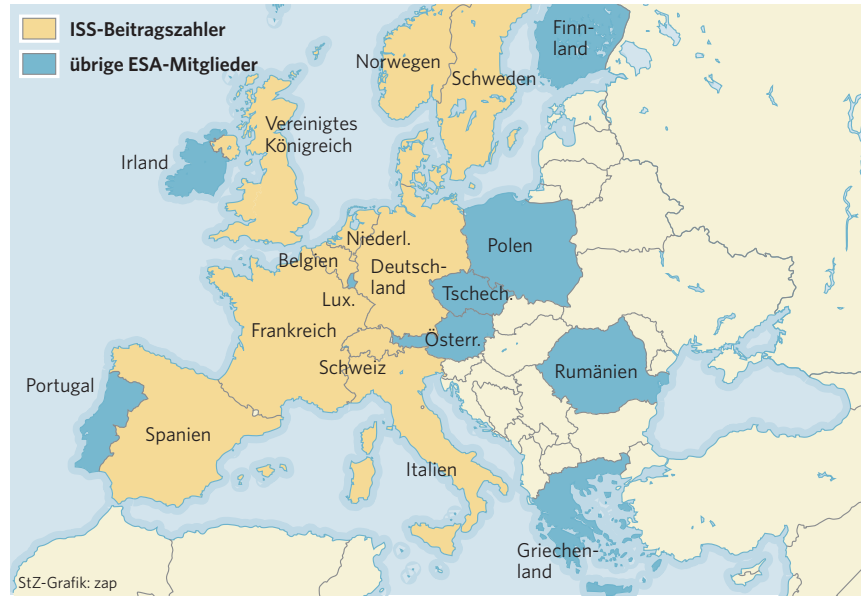 ISS-Beitragszahler
übrige ESA-Mitglieder
Finn-
land
Norwegen
Schweden
Vereinigtes
Königreich
Irland
Niederl.
Polen
Belgien
Deutsch-
land
Tschech.
Lux.
Frankreich
Österr.
Schweiz
Rumänien
Portugal
Spanien
Italien
Griechen-
land
StZ-Grafik: zap